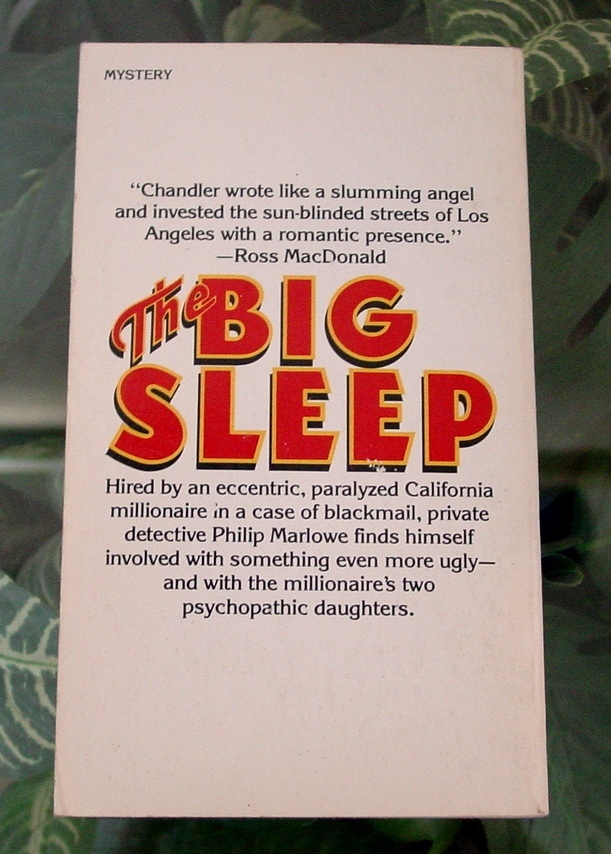 MYSTERY
“Chandler wrote like a slumming angel
and invested the sun-blinded streets of Los
Angeles with a romantic presence.”
—Ross MacDonald
The BIG
SLEEP
Hired by an eccentric, paralyzed California
millionaire in a case of blackmail, private
detective Philip Marlowe finds himself
involved with something even more ugly—
and with the millionaire's two
psychopathic daughters.